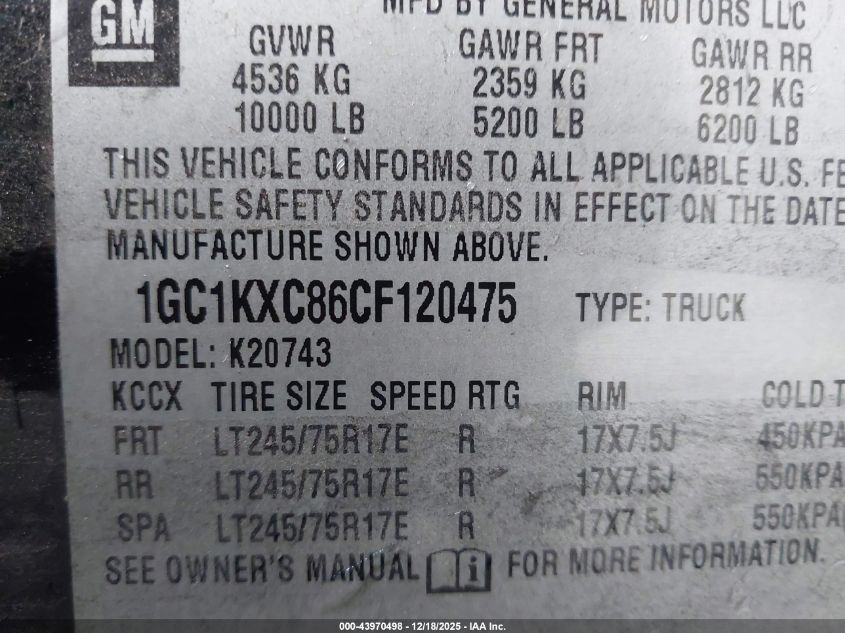 GM
MFD BY GENERAL MOTORS LLC
GVWR GAWR FRT GAWR RR
4536 KG 2359 KG 2812 KG
10000 LB 5200 LB 6200 LB
THIS VEHICLE CONFORMS TO ALL APPLICABLE U.S. FE
VEHICLE SAFETY STANDARDS IN EFFECT ON THE DATE
MANUFACTURE SHOWN ABOVE.
1GC1KXC86CF120475 TYPE: TRUCK
MODEL: K20743
KCCX TIRE SIZE SPEED RTG RIM COLD T
FRT LT245/75R17E R 17X7.5J 450KPA
RR LT245/75R17E R 17X7.5J 550KPA
SPA LT245/75R17E R 17X7.5J 550KPA
SEE OWNER'S MANUAL i FOR MORE INFORMATION.
000-43970498 - 12/18/2025 - IAA Inc.